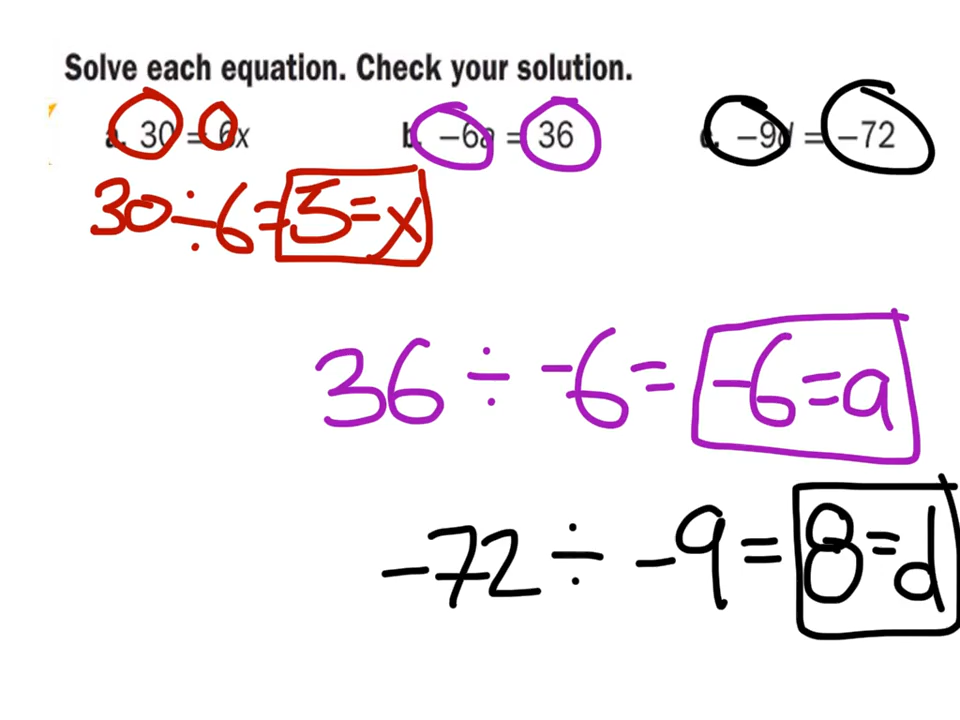 Solve each equation. Check your solution.
a. 30 = 6x b. −6a = 36 c. −9d = −72
30÷6=5=x
36 ÷ -6 = -6=a
-72 ÷ -9 = 8=d